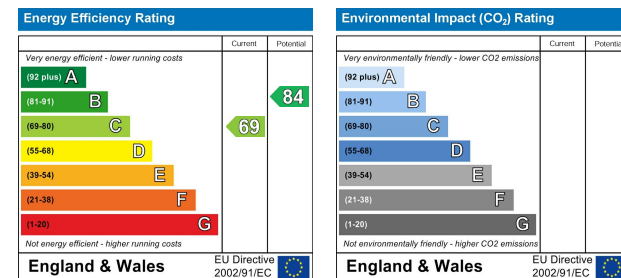 Energy Efficiency Rating
Current Potential
Very energy efficient - lower running costs
(92 plus) A
(81-91) B
84
(69-80) C
69
(55-68) D
(39-54) E
(21-38) F
(1-20) G
Not energy efficient - higher running costs
England & Wales
EU Directive
2002/91/EC
Environmental Impact (CO₂) Rating
Current Potential
Very environmentally friendly - lower CO2 emissions
(92 plus) A
(81-91) B
(69-80) C
(55-68) D
(39-54) E
(21-38) F
(1-20) G
Not environmentally friendly - higher CO2 emissions
England & Wales
EU Directive
2002/91/EC